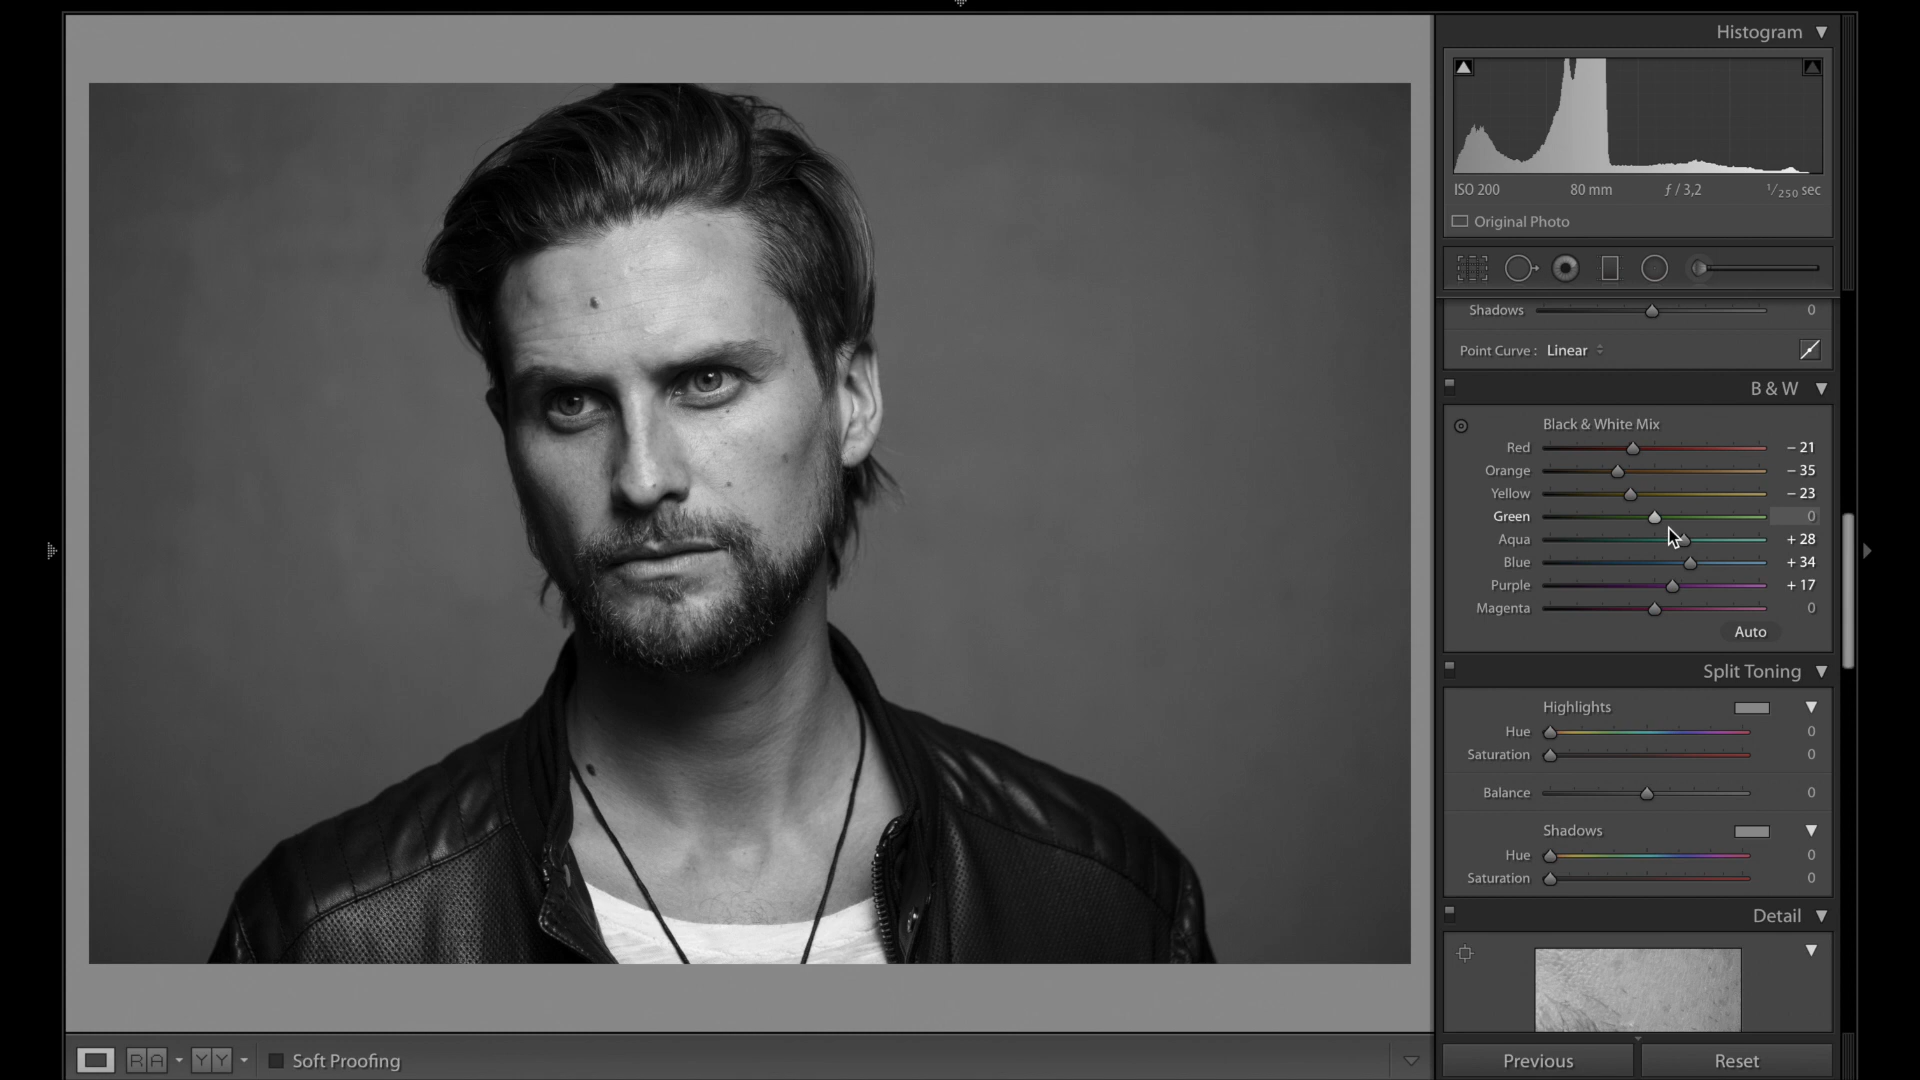 Histogram
ISO 200 80 mm ƒ / 3,2 1/250 sec
Original Photo
Shadows 0
Point Curve : Linear
B & W
Black & White Mix
Red − 21
Orange − 35
Yellow − 23
Green 0
Aqua + 28
Blue + 34
Purple + 17
Magenta 0
Auto
Split Toning
Highlights
Hue 0
Saturation 0
Balance 0
Shadows
Hue 0
Saturation 0
Detail
R A Y Y Soft Proofing
Previous Reset